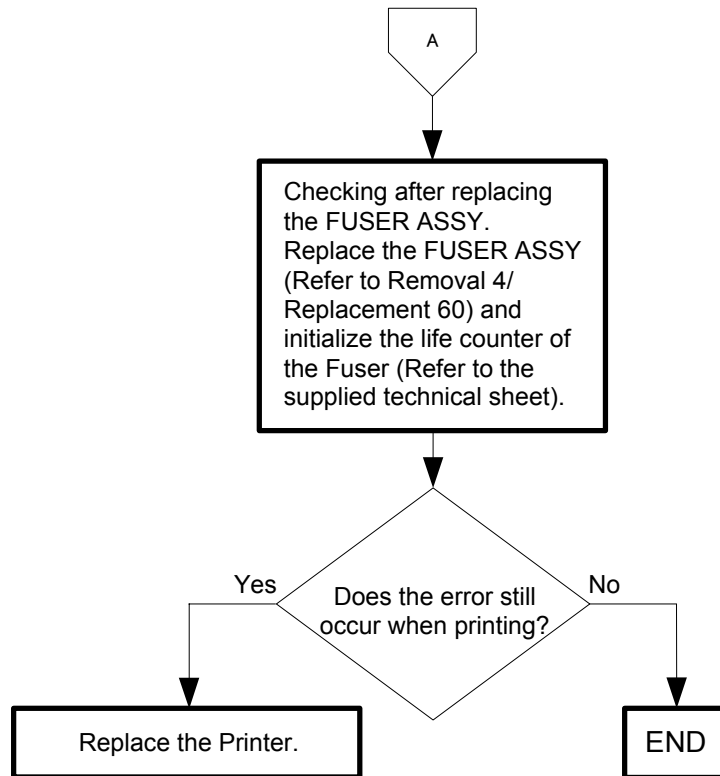 A
Checking after replacing
the FUSER ASSY.
Replace the FUSER ASSY
(Refer to Removal 4/
Replacement 60) and
initialize the life counter of
the Fuser (Refer to the
supplied technical sheet).
Yes
No
Does the error still
occur when printing?
Replace the Printer.
END